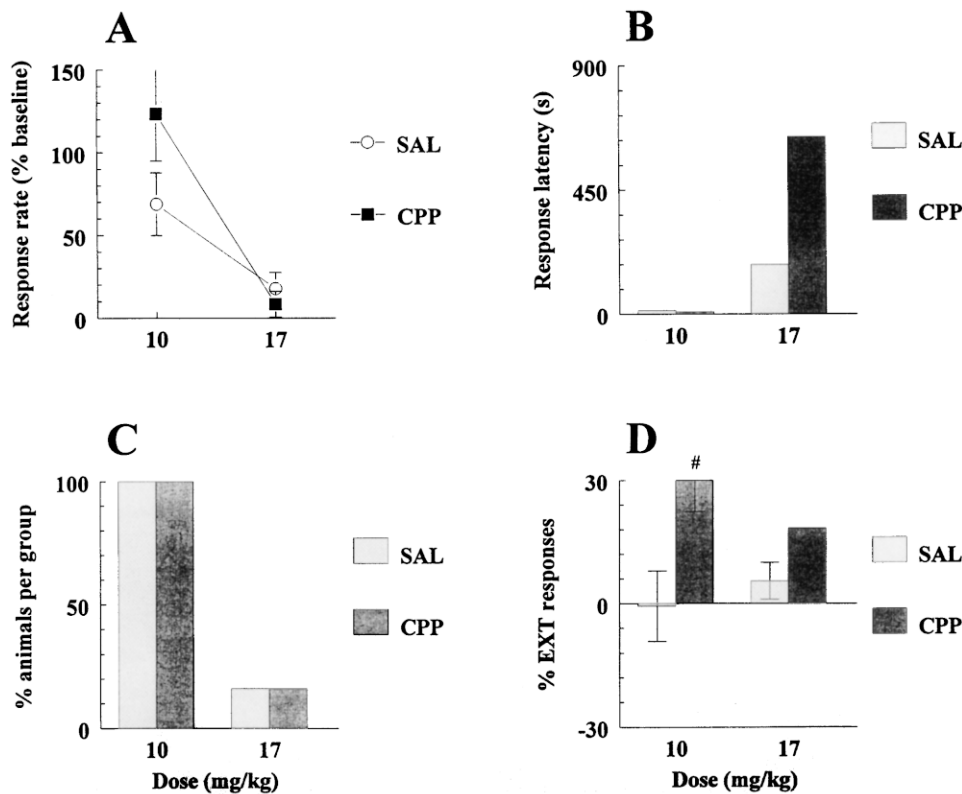 A
Response rate (% baseline)
150
100
50
0
10 17
SAL
CPP
B
Response latency (s)
900
450
0
10 17
SAL
CPP
C
% animals per group
100
50
0
10 17
Dose (mg/kg)
SAL
CPP
D
#
% EXT responses
30
0
-30
10 17
Dose (mg/kg)
SAL
CPP